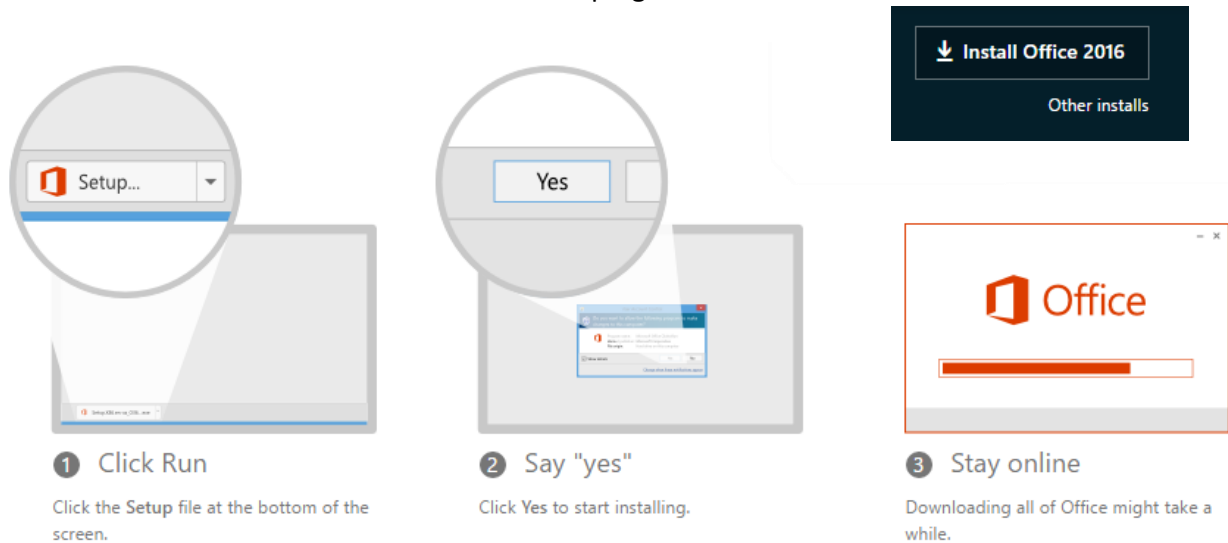 Install Office 2016
Other installs
Setup...
Yes
Office
1 Click Run
Click the Setup file at the bottom of the
screen.
2 Say "yes"
Click Yes to start installing.
3 Stay online
Downloading all of Office might take a
while.